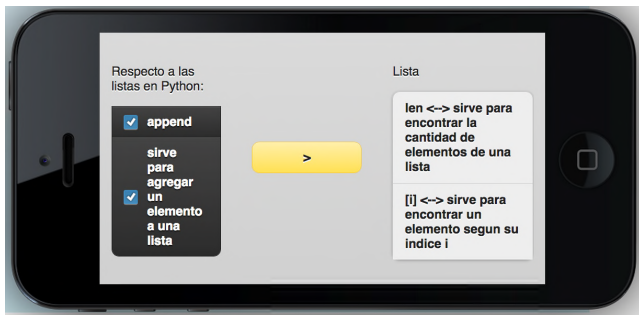 Respecto a las
listas en Python:
append
sirve
para
agregar
un
elemento
a una
lista
>
Lista
len <--> sirve para
encontrar la
cantidad de
elementos de una
lista
[i] <--> sirve para
encontrar un
elemento segun su
indice i